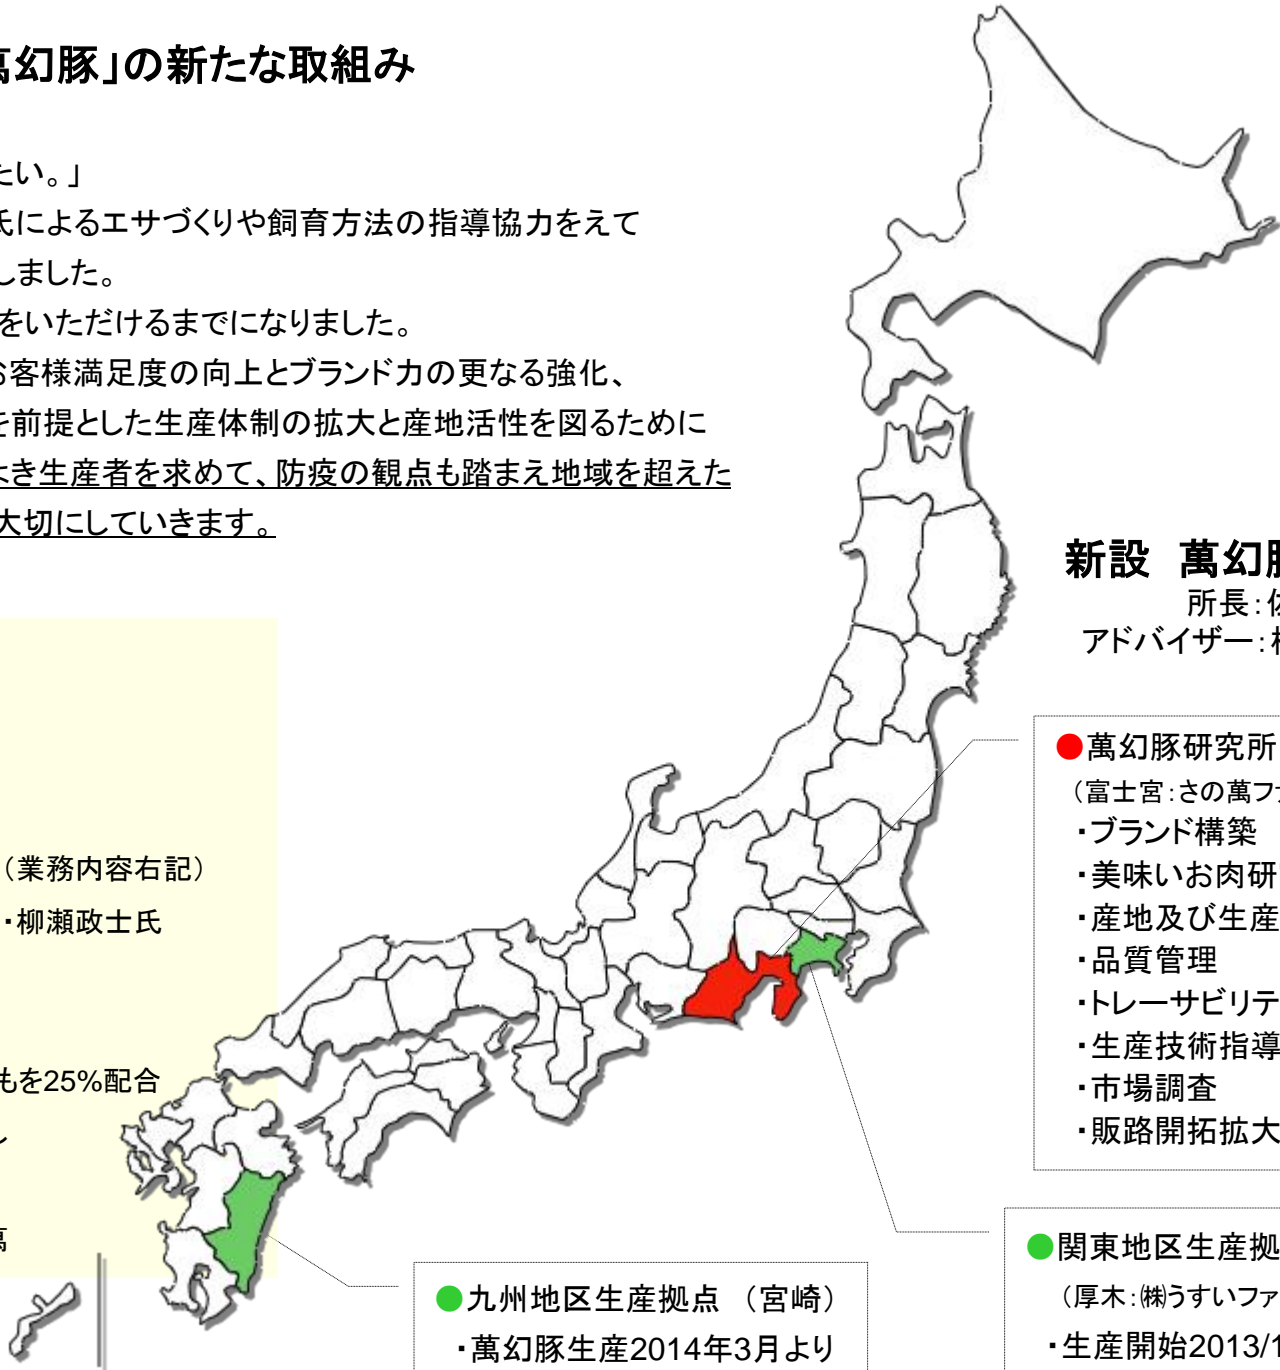 萬幻豚」の新たな取組み
たい。」
氏によるエサづくりや飼育方法の指導協力をえて
しました。
をいただけるまでになりました。
お客様満足度の向上とブランド力の更なる強化、
を前提とした生産体制の拡大と産地活性を図るために
よき生産者を求めて、防疫の観点も踏まえ地域を超えた
大切にしていきます。
新設 萬幻豚
所長:佐
アドバイザー:
（業務内容右記）
・柳瀬政士氏
もを25%配合
萬
●萬幻豚研究所
（富士宮:さの萬フ
・ブランド構築
・美味いお肉研
・産地及び生産
・品質管理
・トレーサビリテ
・生産技術指導
・市場調査
・販路開拓拡大
●関東地区生産拠
（厚木:㈱うすいファ
・生産開始2013/1
●九州地区生産拠点 （宮崎）
・萬幻豚生産2014年3月より